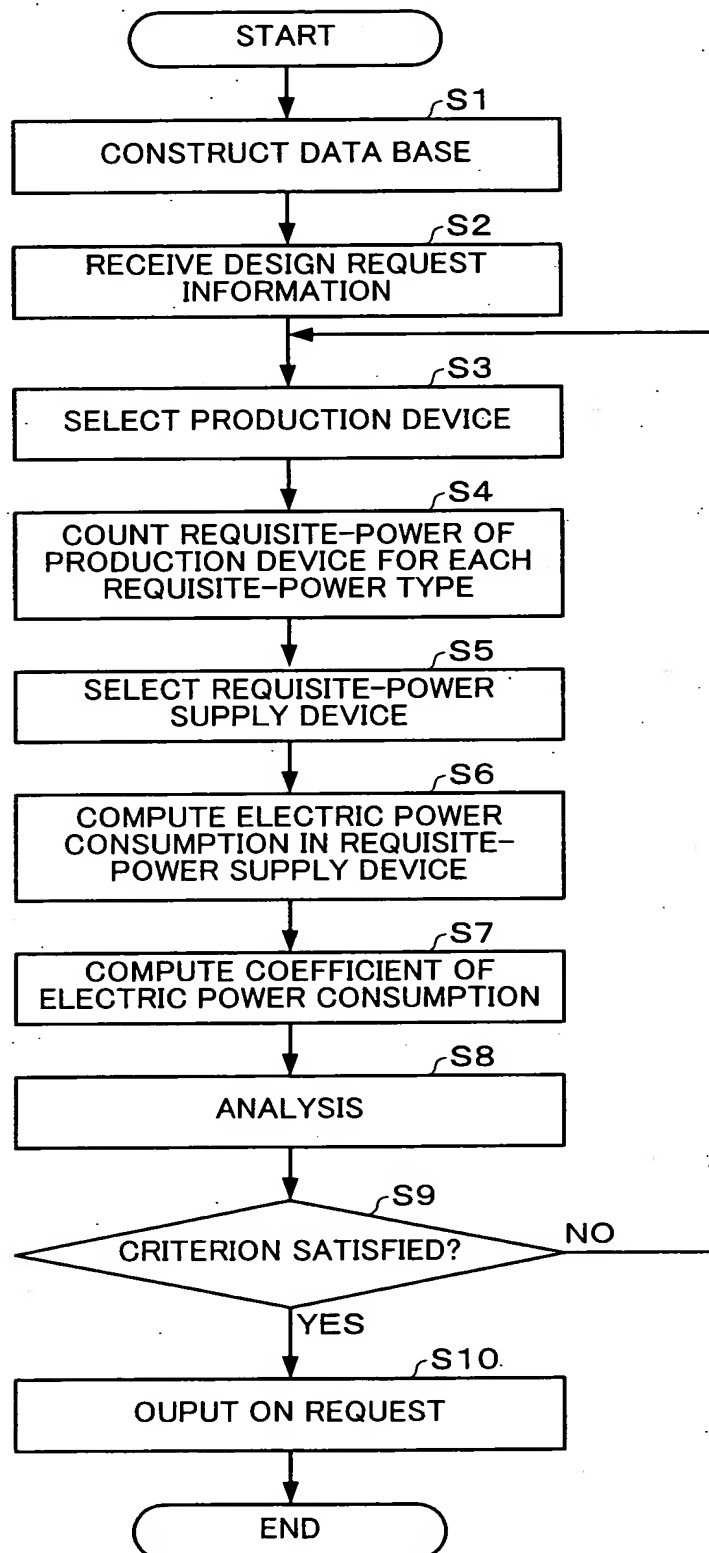 START
S1
CONSTRUCT DATA BASE
S2
RECEIVE DESIGN REQUEST
INFORMATION
S3
SELECT PRODUCTION DEVICE
S4
COUNT REQUISITE-POWER OF
PRODUCTION DEVICE FOR EACH
REQUISITE-POWER TYPE
S5
SELECT REQUISITE-POWER
SUPPLY DEVICE
S6
COMPUTE ELECTRIC POWER
CONSUMPTION IN REQUISITE-
POWER SUPPLY DEVICE
S7
COMPUTE COEFFICIENT OF
ELECTRIC POWER CONSUMPTION
S8
ANALYSIS
S9
CRITERION SATISFIED?
NO
YES
S10
OUPUT ON REQUEST
END